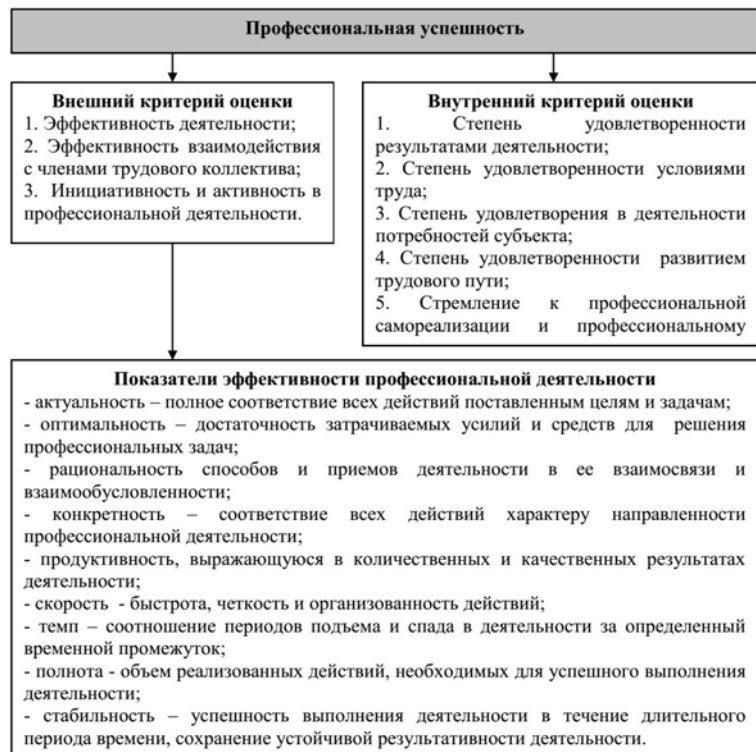 Профессиональная успешность
Внешний критерий оценки
1. Эффективность деятельности;
2. Эффективность взаимодействия
с членами трудового коллектива;
3. Инициативность и активность в
профессиональной деятельности.
Внутренний критерий оценки
1. Степень удовлетворенности
результатами деятельности;
2. Степень удовлетворенности условиями
труда;
3. Степень удовлетворения в деятельности
потребностей субъекта;
4. Степень удовлетворенности развитием
трудового пути;
5. Стремление к профессиональной
самореализации и профессиональному
Показатели эффективности профессиональной деятельности
- актуальность – полное соответствие всех действий поставленным целям и задачам;
- оптимальность – достаточность затрачиваемых усилий и средств для решения
профессиональных задач;
- рациональность способов и приемов деятельности в ее взаимосвязи и
взаимообусловленности;
- конкретность – соответствие всех действий характеру направленности
профессиональной деятельности;
- продуктивность, выражающуюся в количественных и качественных результатах
деятельности;
- скорость - быстрота, четкость и организованность действий;
- темп – соотношение периодов подъема и спада в деятельности за определенный
временной промежуток;
- полнота - объем реализованных действий, необходимых для успешного выполнения
деятельности;
- стабильность – успешность выполнения деятельности в течение длительного
периода времени, сохранение устойчивой результативности деятельности.